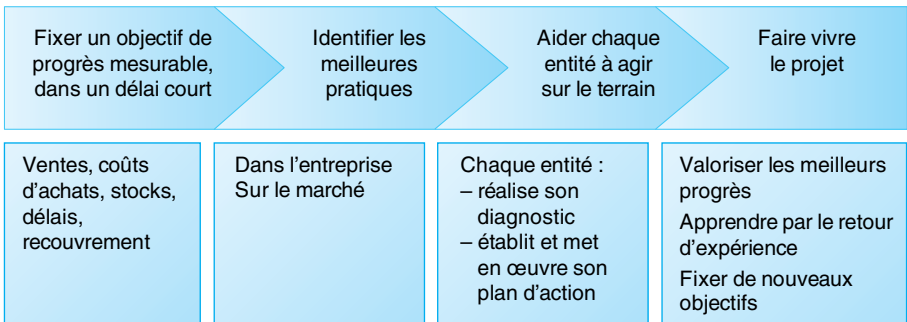 Fixer un objectif de
progrès mesurable,
dans un délai court
Identifier les
meilleures
pratiques
Aider chaque
entité à agir
sur le terrain
Faire vivre
le projet
Ventes, coûts
d’achats, stocks,
délais,
recouvrement
Dans l’entreprise
Sur le marché
Chaque entité :
– réalise son
diagnostic
– établit et met
en œuvre son
plan d’action
Valoriser les meilleurs
progrès
Apprendre par le retour
d’expérience
Fixer de nouveaux
objectifs